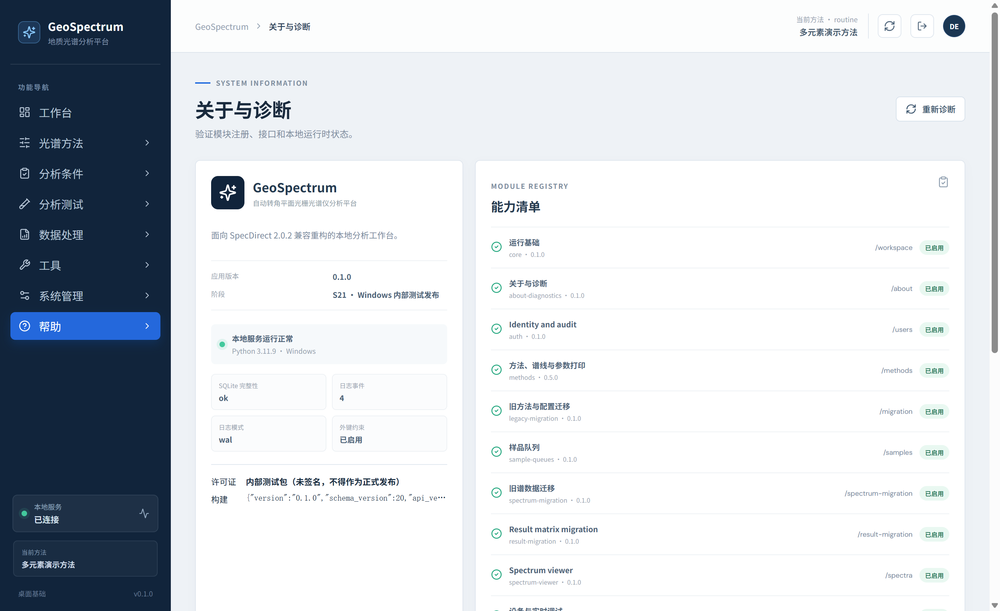 GeoSpectrum
地质光谱分析平台
功能导航
工作台
光谱方法
分析条件
分析测试
数据处理
工具
系统管理
帮助
本地服务
已连接
当前方法
多元素演示方法
桌面基础 v0.1.0
GeoSpectrum > 关于与诊断
当前方法 • routine
多元素演示方法
DE
SYSTEM INFORMATION
关于与诊断
验证模块注册、接口和本地运行时状态。
重新诊断
GeoSpectrum
自动转角平面光栅光谱仪分析平台
面向 SpecDirect 2.0.2 兼容重构的本地分析工作台。
应用版本 0.1.0
阶段 S21 • Windows 内部测试发布
本地服务运行正常
Python 3.11.9 • Windows
SQLite 完整性
ok
日志事件
4
日志模式
wal
外键约束
已启用
许可证 内部测试包（未签名，不得作为正式发布）
构建 {"version":"0.1.0","schema_version":20,"api_ve…
MODULE REGISTRY
能力清单
运行基础
core • 0.1.0
/workspace 已启用
关于与诊断
about-diagnostics • 0.1.0
/about 已启用
Identity and audit
auth • 0.1.0
/users 已启用
方法、谱线与参数打印
methods • 0.5.0
/methods 已启用
旧方法与配置迁移
legacy-migration • 0.1.0
/migration 已启用
样品队列
sample-queues • 0.1.0
/samples 已启用
旧谱数据迁移
spectrum-migration • 0.1.0
/spectrum-migration 已启用
Result matrix migration
result-migration • 0.1.0
/result-migration 已启用
Spectrum viewer
spectrum-viewer • 0.1.0
/spectra 已启用